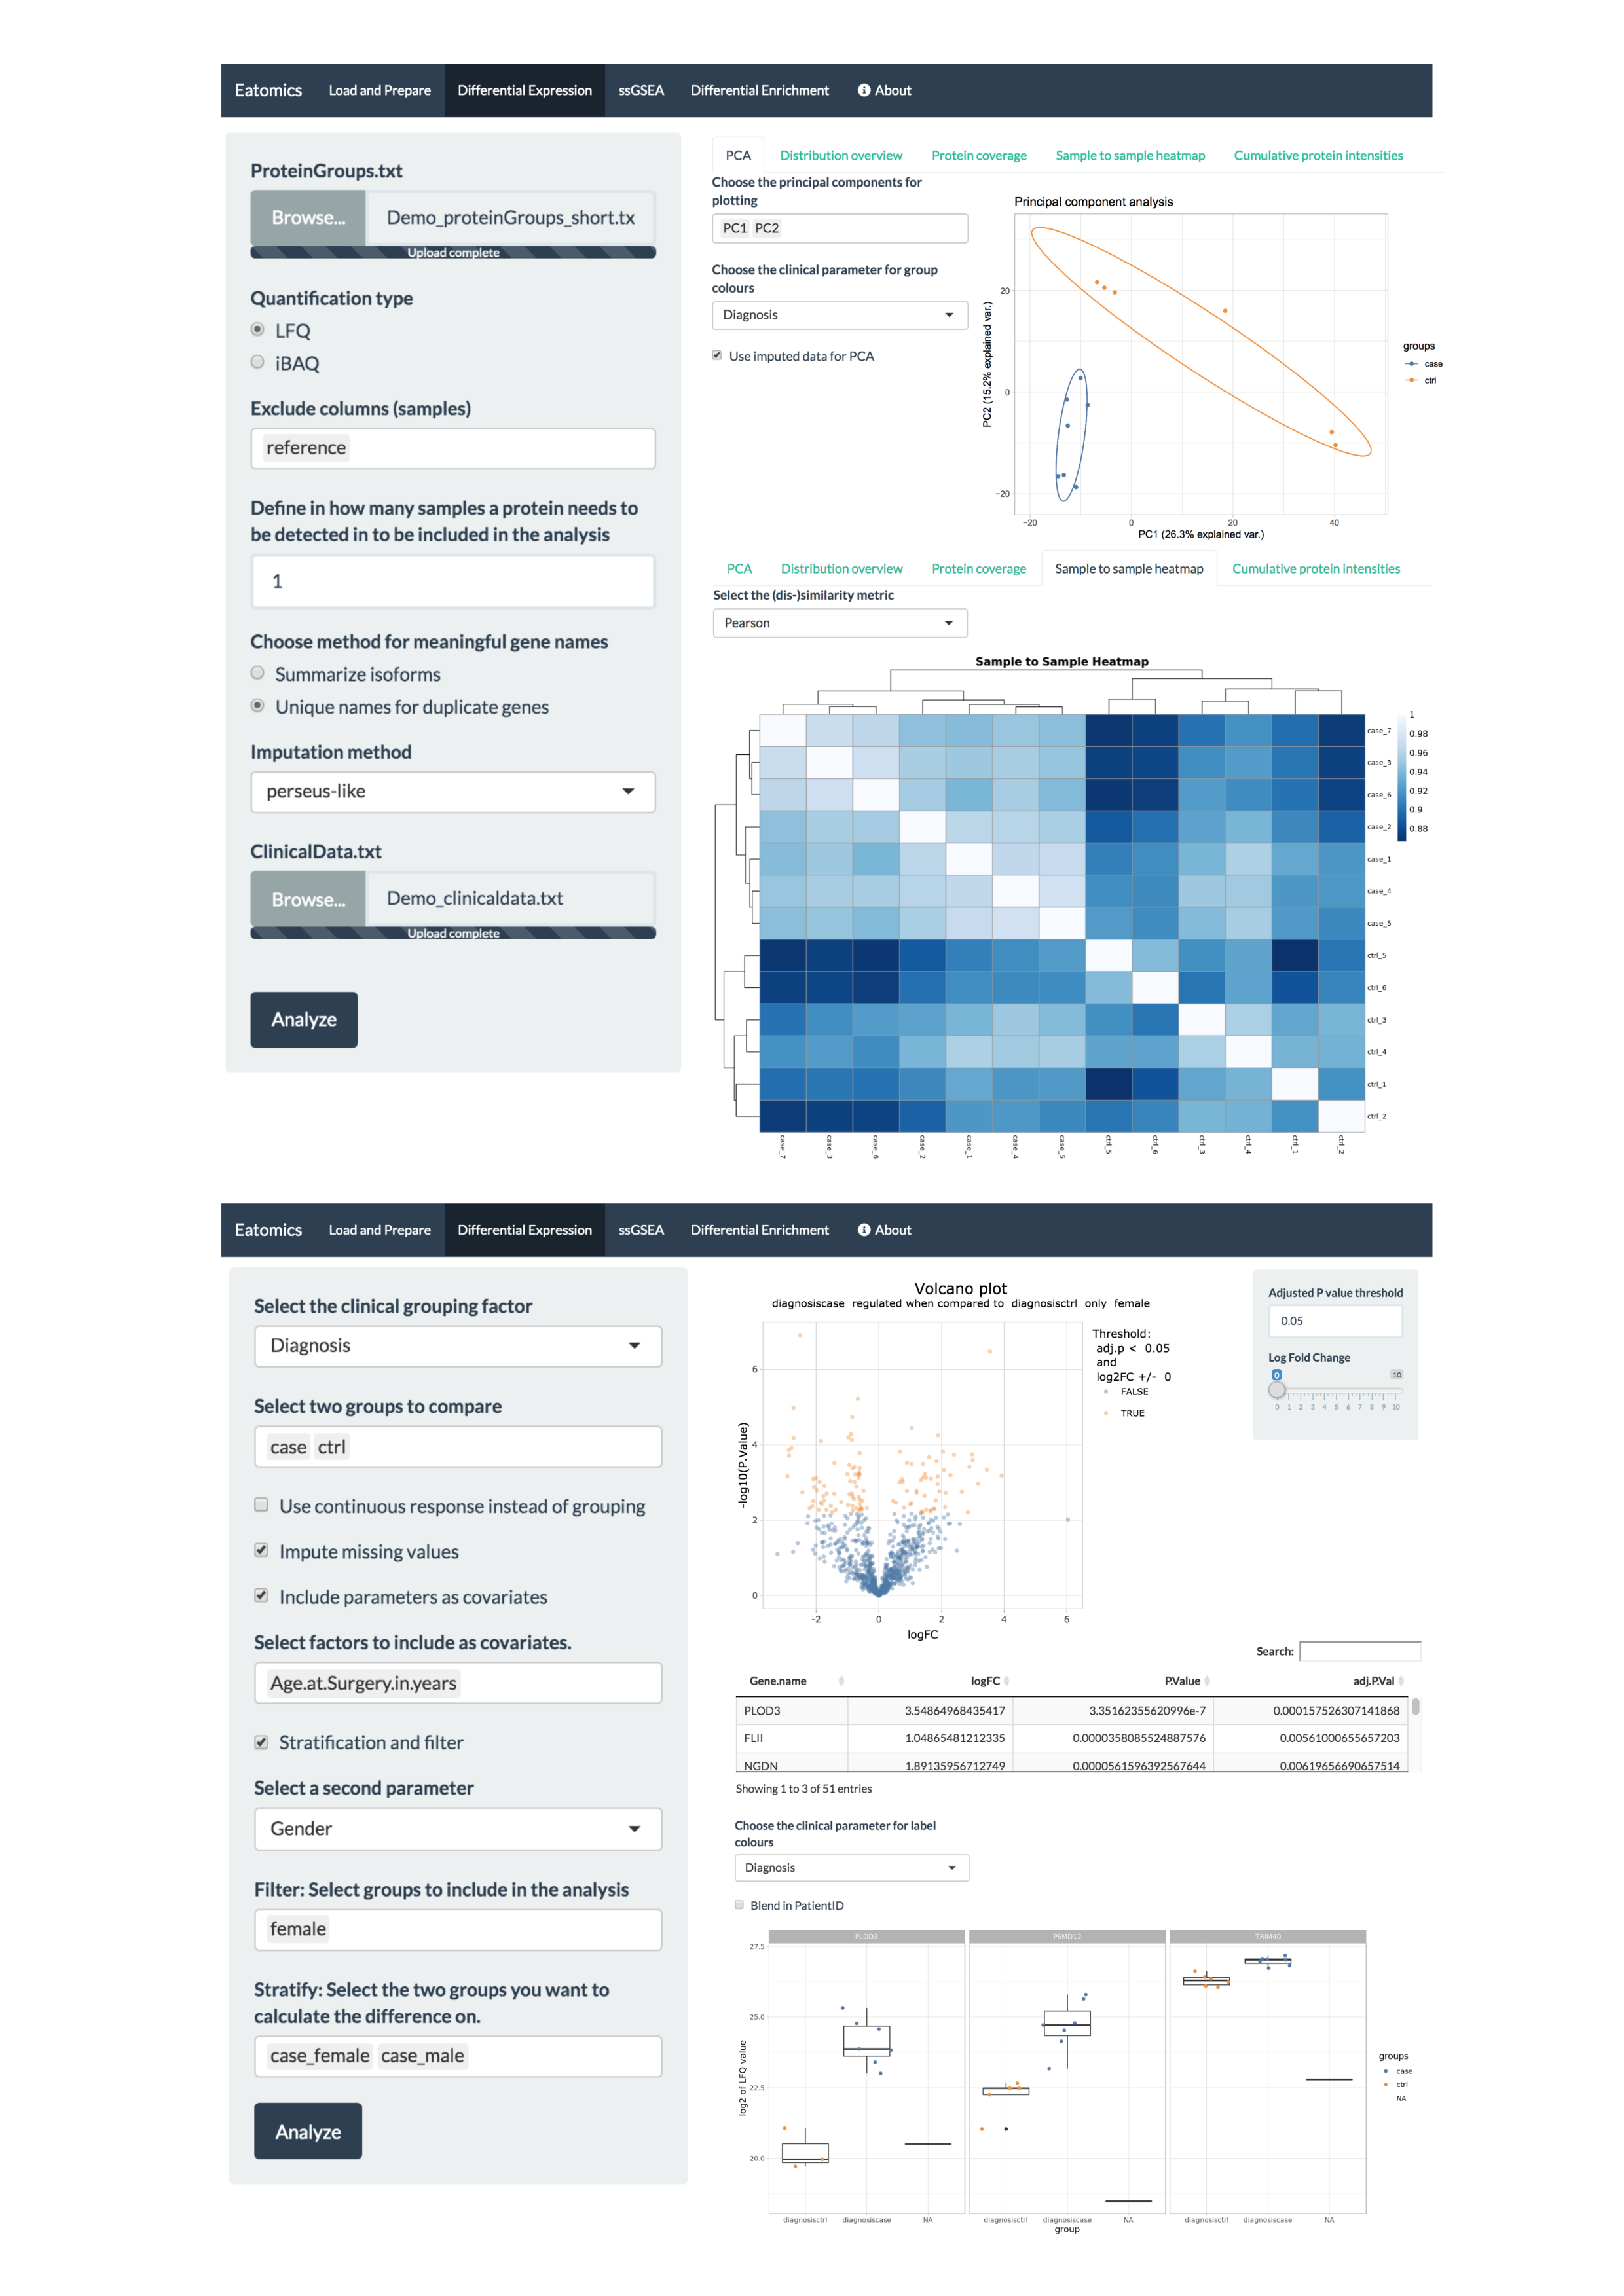 Eatomics Load and Prepare Differential Expression ssGSEA Differential Enrichment About
ProteinGroups.txt
Browse... Demo_proteinGroups_short.tx
Upload complete
Quantification type
LFQ
iBAQ
Exclude columns (samples)
reference
Define in how many samples a protein needs to
be detected in to be included in the analysis
1
Choose method for meaningful gene names
Summarize isoforms
Unique names for duplicate genes
Imputation method
perseus-like
ClinicalData.txt
Browse... Demo_clinicaldata.txt
Upload complete
Analyze
PCA Distribution overview Protein coverage Sample to sample heatmap Cumulative protein intensities
Choose the principal components for
plotting
PC1 PC2
Choose the clinical parameter for group
colours
Diagnosis
Use imputed data for PCA
Principal component analysis
PC2 (15.2% explained var.)
20
0
−20
−20 0 20 40
PC1 (26.3% explained var.)
groups
case
ctrl
PCA Distribution overview Protein coverage Sample to sample heatmap Cumulative protein intensities
Select the (dis-)similarity metric
Pearson
Sample to Sample Heatmap
1
0.98
0.96
0.94
0.92
0.9
0.88
case_7
case_3
case_6
case_2
case_1
case_4
case_5
ctrl_5
ctrl_6
ctrl_3
ctrl_4
ctrl_1
ctrl_2
case_7 case_3 case_6 case_2 case_1 case_4 case_5 ctrl_5 ctrl_6 ctrl_3 ctrl_4 ctrl_1 ctrl_2
Eatomics Load and Prepare Differential Expression ssGSEA Differential Enrichment About
Select the clinical grouping factor
Diagnosis
Select two groups to compare
case ctrl
Use continuous response instead of grouping
Impute missing values
Include parameters as covariates
Select factors to include as covariates.
Age.at.Surgery.in.years
Stratification and filter
Select a second parameter
Gender
Filter: Select groups to include in the analysis
female
Stratify: Select the two groups you want to
calculate the difference on.
case_female case_male
Analyze
Volcano plot
diagnosiscase regulated when compared to diagnosisctrl only female
-log10(P.Value)
6
4
2
0
-2 0 2 4 6
logFC
Threshold:
adj.p < 0.05
and
log2FC +/- 0
FALSE
TRUE
Adjusted P value threshold
0.05
Log Fold Change
0 10
0 1 2 3 4 5 6 7 8 9 10
Search:
Gene.name logFC P.Value adj.P.Val
PLOD3 3.54864968435417 3.35162355620996e-7 0.000157526307141868
FLII 1.04865481212335 0.0000358085524887576 0.00561000655657203
NGDN 1.89135956712749 0.0000561596392567644 0.00619656690657514
Showing 1 to 3 of 51 entries
Choose the clinical parameter for label
colours
Diagnosis
Blend in PatientID
PLOD3 PSMD12 TRIM40
log2 of LFQ value
27.5
25.0
22.5
20.0
diagnosisctrl diagnosiscase NA diagnosisctrl diagnosiscase NA diagnosisctrl diagnosiscase NA
group
groups
case
ctrl
NA